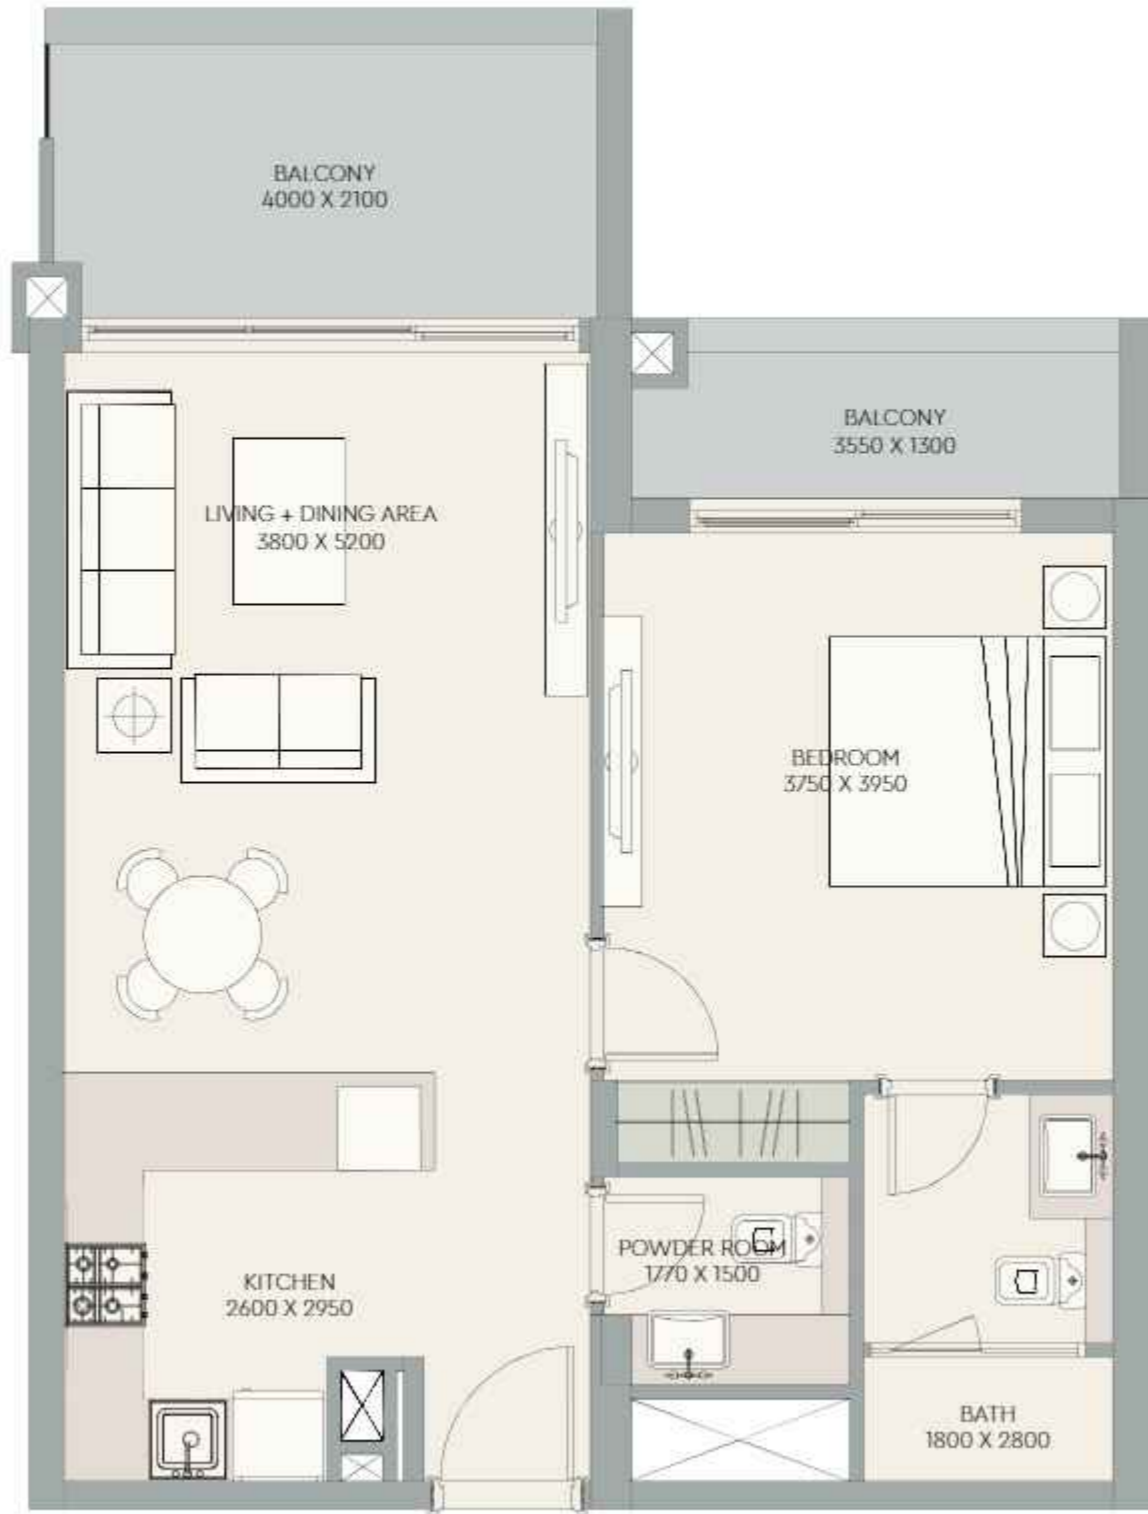 BALCONY
4000 X 2100
BALCONY
3550 X 1300
LIVING + DINING AREA
3800 X 5200
BEDROOM
3750 X 3950
POWDER ROOM
1770 X 1500
KITCHEN
2600 X 2950
BATH
1800 X 2800